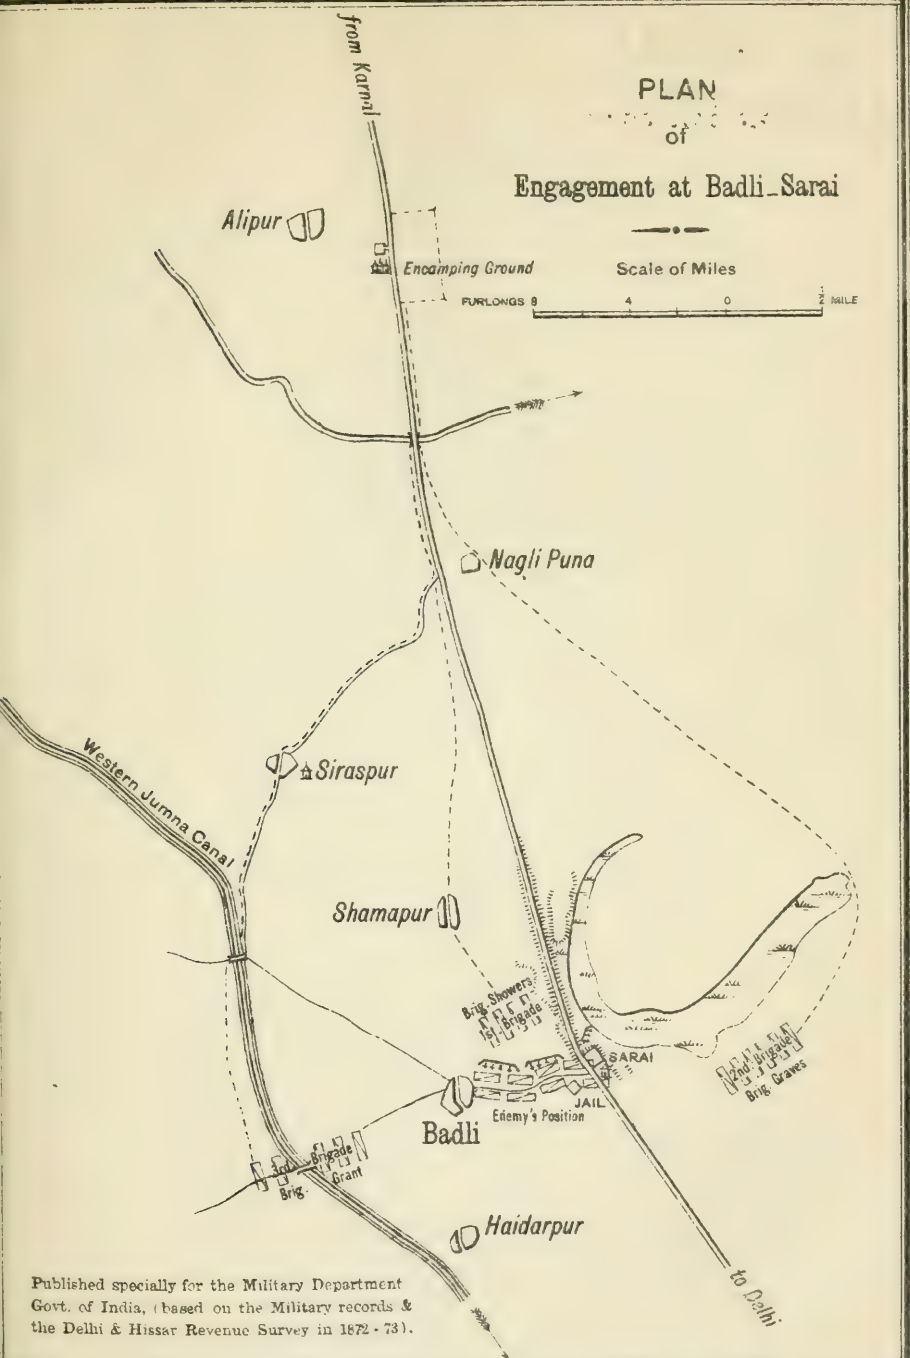 from Karnal
PLAN
of
Engagement at Badli-Sarai
Scale of Miles
FURLONGS 8 4 0 ½ MILE
Alipur
Encamping Ground
Nagli Puna
Siraspur
Western Jumna Canal
Shamapur
Brig. Showers
1st. Brigade
SARAI
2nd. Brigade
Brig. Graves
JAIL
Enemy's Position
Badli
3rd. Brigade
Brig. Grant
Haidarpur
to Delhi
Published specially for the Military Department
Govt. of India, (based on the Military records &
the Delhi & Hissar Revenue Survey in 1872-73).